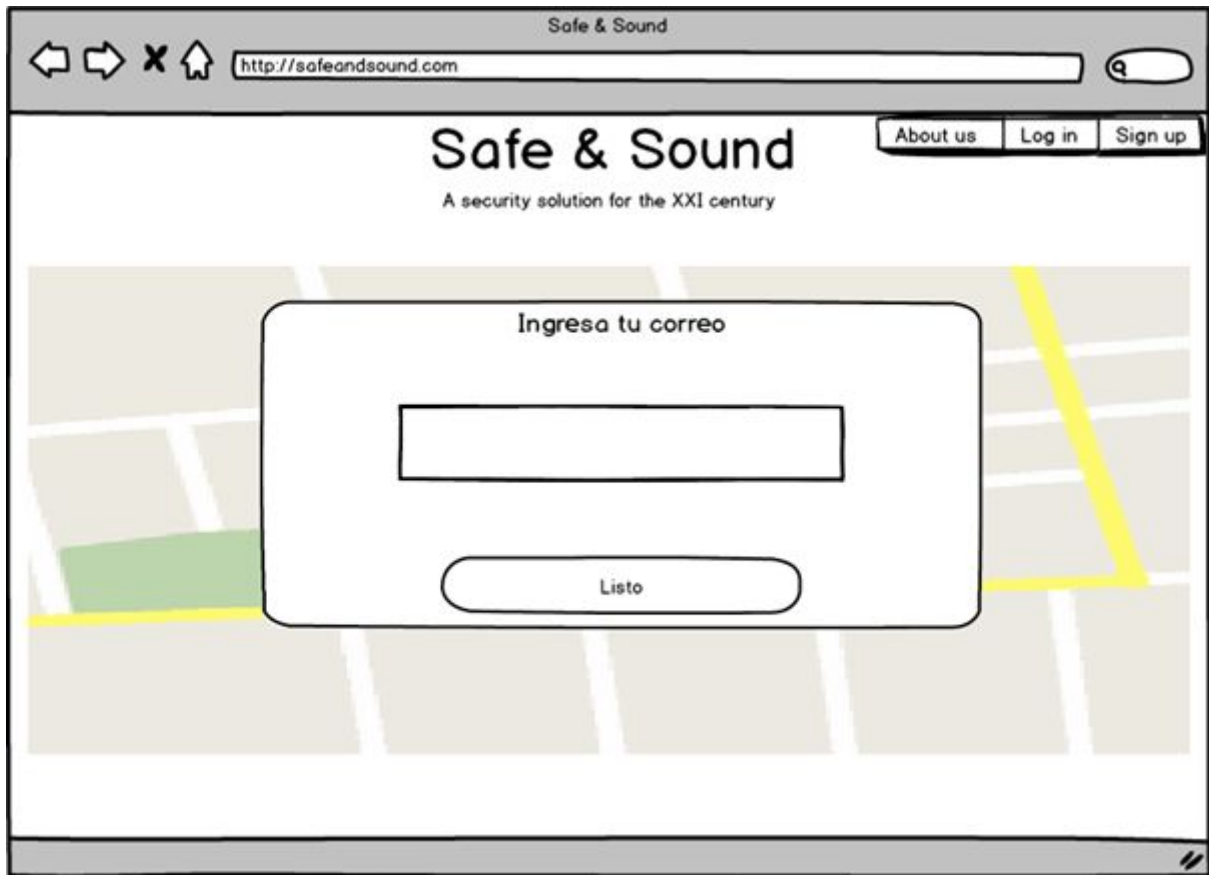 Safe & Sound
http://safeandsound.com
Safe & Sound
About us
Log in
Sign up
A security solution for the XXI century
Ingresa tu correo
Listo